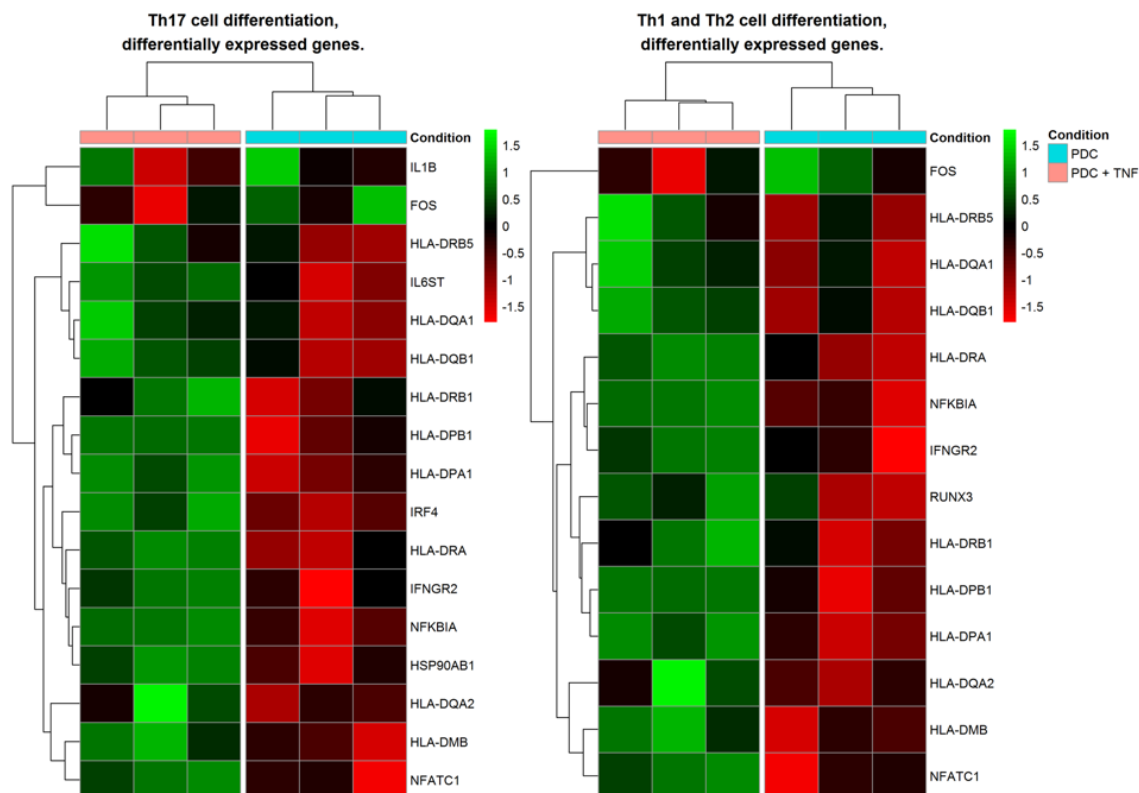 Th17 cell differentiation,
differentially expressed genes.
Condition
1.5
1
0.5
0
-0.5
-1
-1.5
IL1B
FOS
HLA-DRB5
IL6ST
HLA-DQA1
HLA-DQB1
HLA-DRB1
HLA-DPB1
HLA-DPA1
IRF4
HLA-DRA
IFNGR2
NFKBIA
HSP90AB1
HLA-DQA2
HLA-DMB
NFATC1
Th1 and Th2 cell differentiation,
differentially expressed genes.
Condition
1.5
1
0.5
0
-0.5
-1
-1.5
FOS
HLA-DRB5
HLA-DQA1
HLA-DQB1
HLA-DRA
NFKBIA
IFNGR2
RUNX3
HLA-DRB1
HLA-DPB1
HLA-DPA1
HLA-DQA2
HLA-DMB
NFATC1
Condition
PDC
PDC + TNF